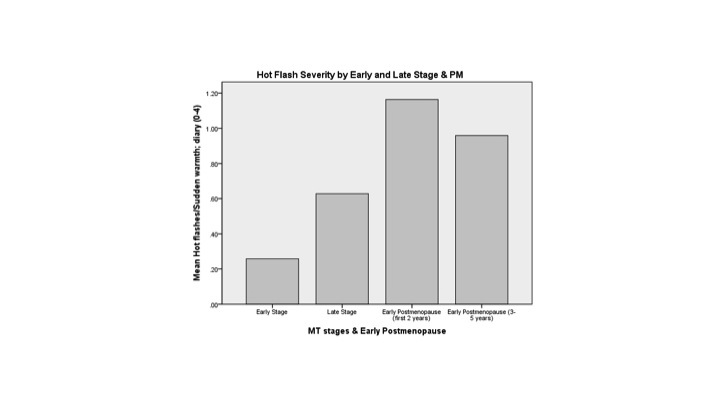 Hot Flash Severity by Early and Late Stage & PM
Mean Hot flashes/Sudden warmth; diary (0-4)
1.20
1.00
.80
.60
.40
.20
.00
Early Stage
Late Stage
Early Postmenopause
(first 2 years)
Early Postmenopause (3-
5 years)
MT stages & Early Postmenopause